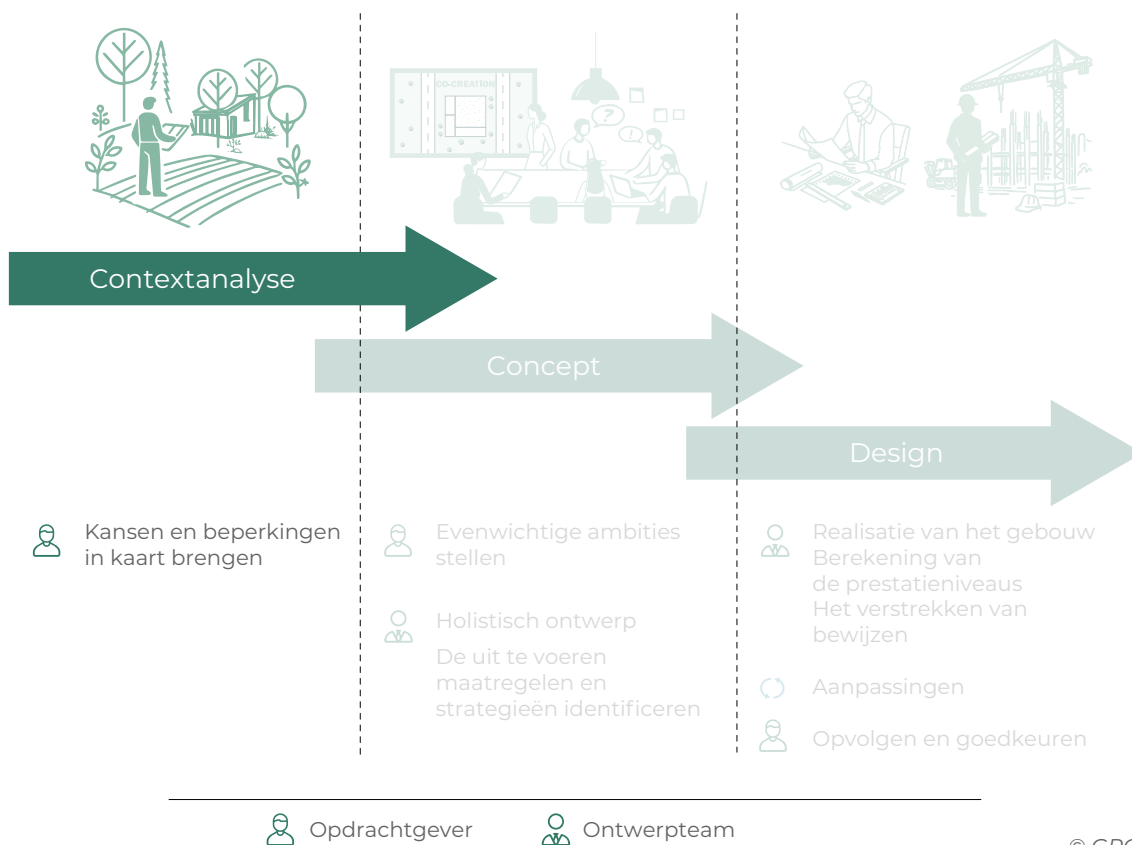 CO-CREATION
?
!
Contextanalyse
Concept
Design
Kansen en beperkingen
in kaart brengen
Evenwichtige ambities
stellen
Holistisch ontwerp
De uit te voeren
maatregelen en
strategieën identificeren
Realisatie van het gebouw
Berekening van
de prestatieniveaus
Het verstrekken van
bewijzen
Aanpassingen
Opvolgen en goedkeuren
Opdrachtgever
Ontwerpteam